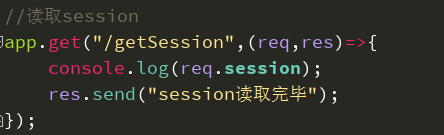 //读取session
app.get("/getSession",(req,res)=>{
console.log(req.session);
res.send("session读取完毕");
});